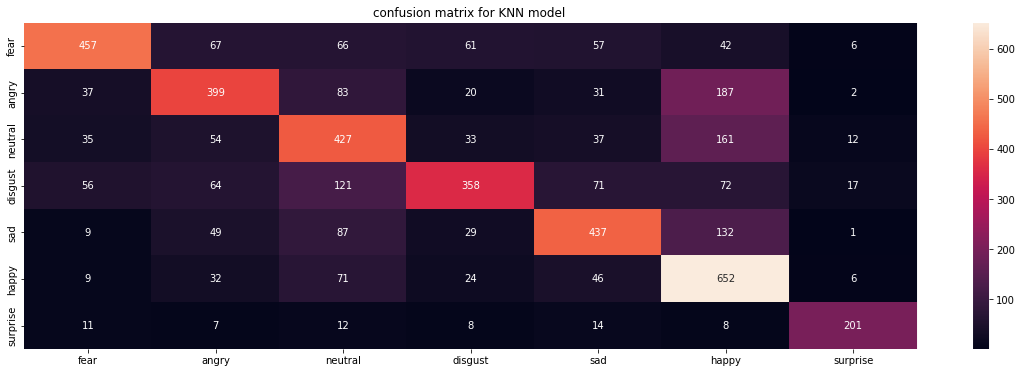 confusion matrix for KNN model
fear 457 67 66 61 57 42 6
angry 37 399 83 20 31 187 2
neutral 35 54 427 33 37 161 12
disgust 56 64 121 358 71 72 17
sad 9 49 87 29 437 132 1
happy 9 32 71 24 46 652 6
surprise 11 7 12 8 14 8 201
fear angry neutral disgust sad happy surprise
600
500
400
300
200
100